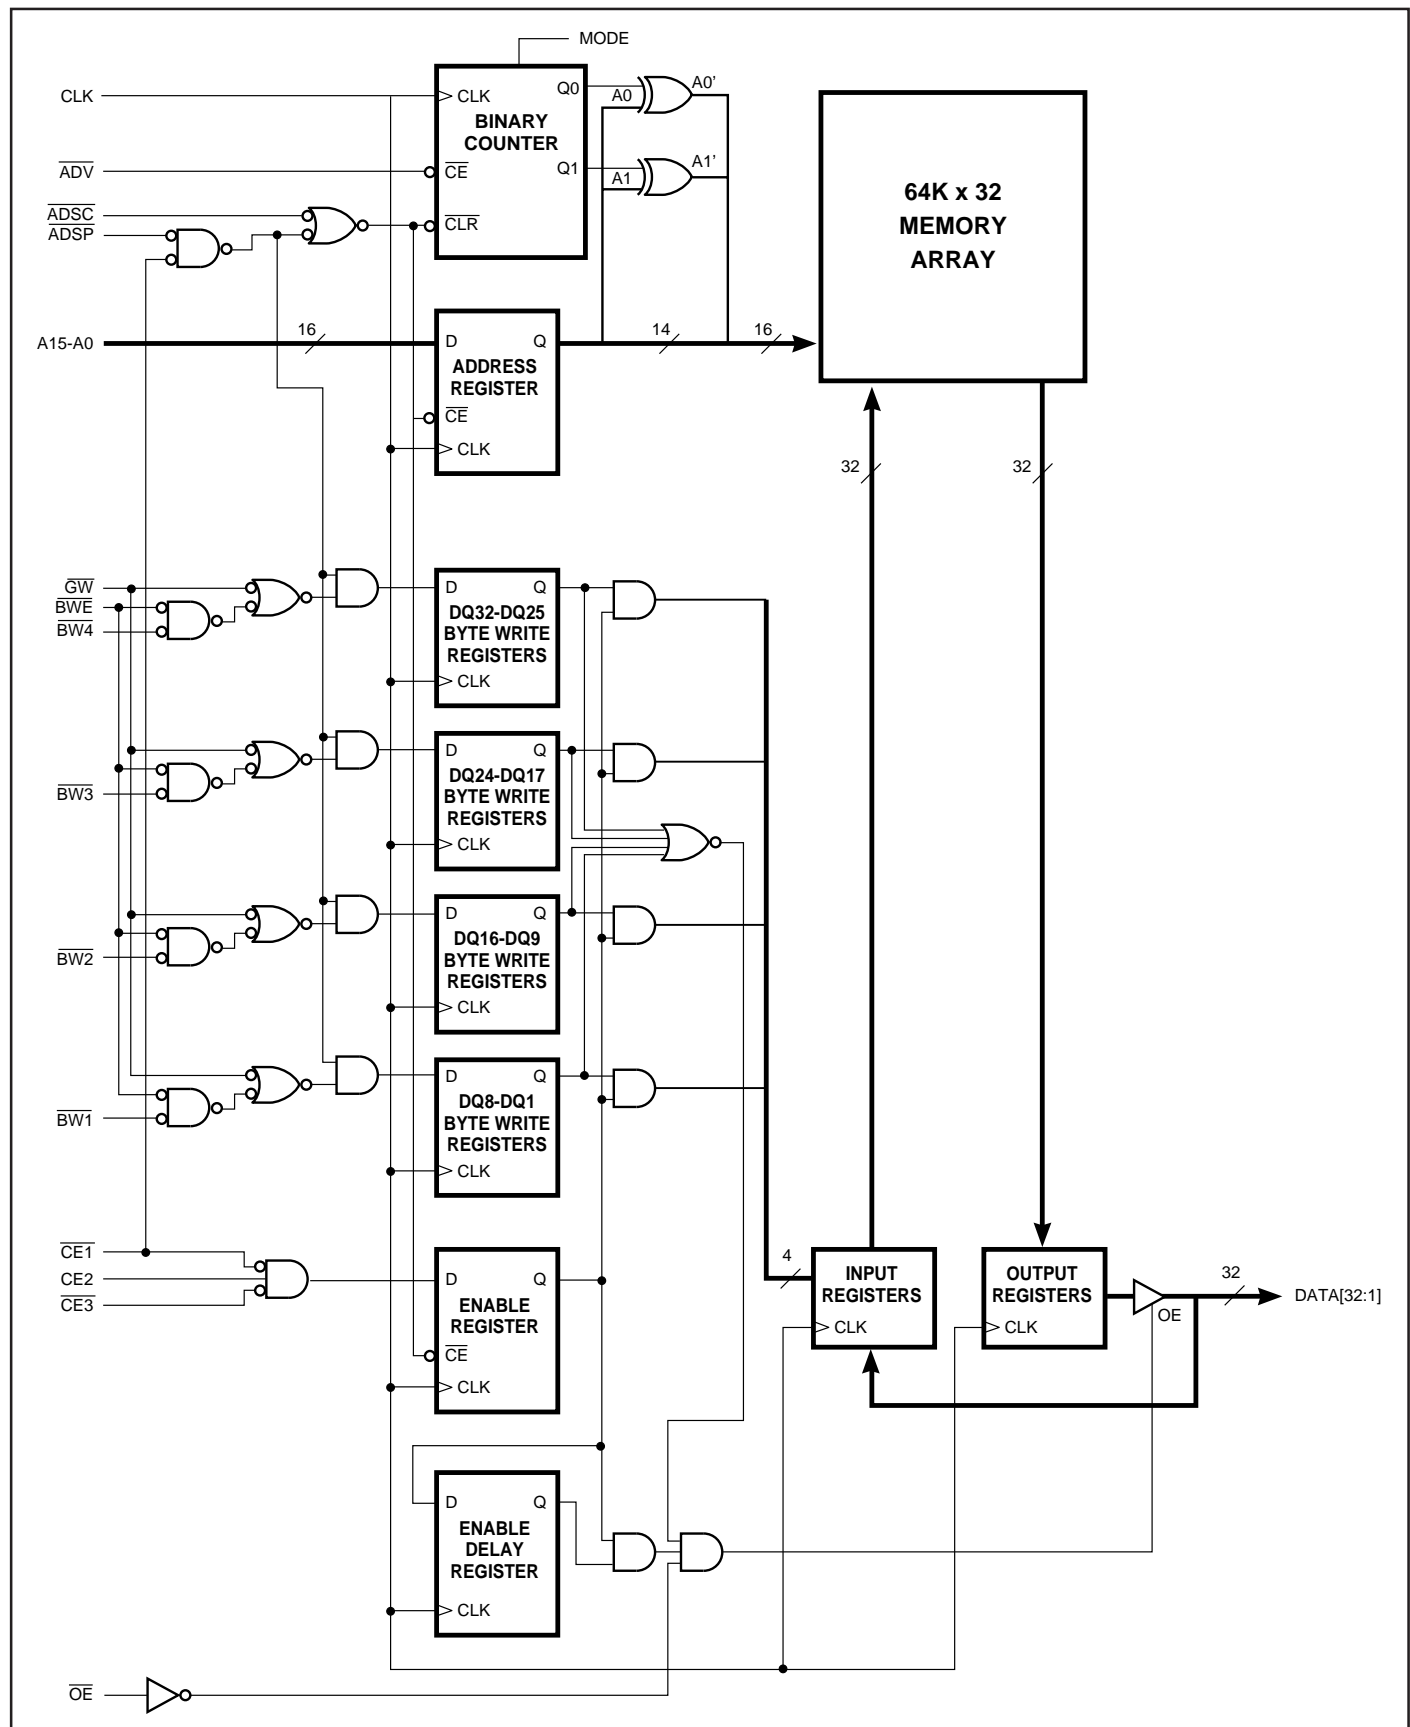 MODE
CLK
CLK
Q0
A0
A0’
BINARY
COUNTER
ADV
CE
Q1
A1
A1’
64K x 32
MEMORY
ARRAY
ADSC
ADSP
CLR
A15-A0
16
D
Q
14
16
ADDRESS
REGISTER
CE
CLK
32
32
GW
BWE
BW4
D
Q
DQ32-DQ25
BYTE WRITE
REGISTERS
CLK
BW3
D
Q
DQ24-DQ17
BYTE WRITE
REGISTERS
CLK
BW2
D
Q
DQ16-DQ9
BYTE WRITE
REGISTERS
CLK
BW1
D
Q
DQ8-DQ1
BYTE WRITE
REGISTERS
CLK
CE1
CE2
CE3
D
Q
ENABLE
REGISTER
CE
CLK
4
INPUT
REGISTERS
CLK
OUTPUT
REGISTERS
CLK
OE
32
DATA[32:1]
D
Q
ENABLE
DELAY
REGISTER
CLK
OE